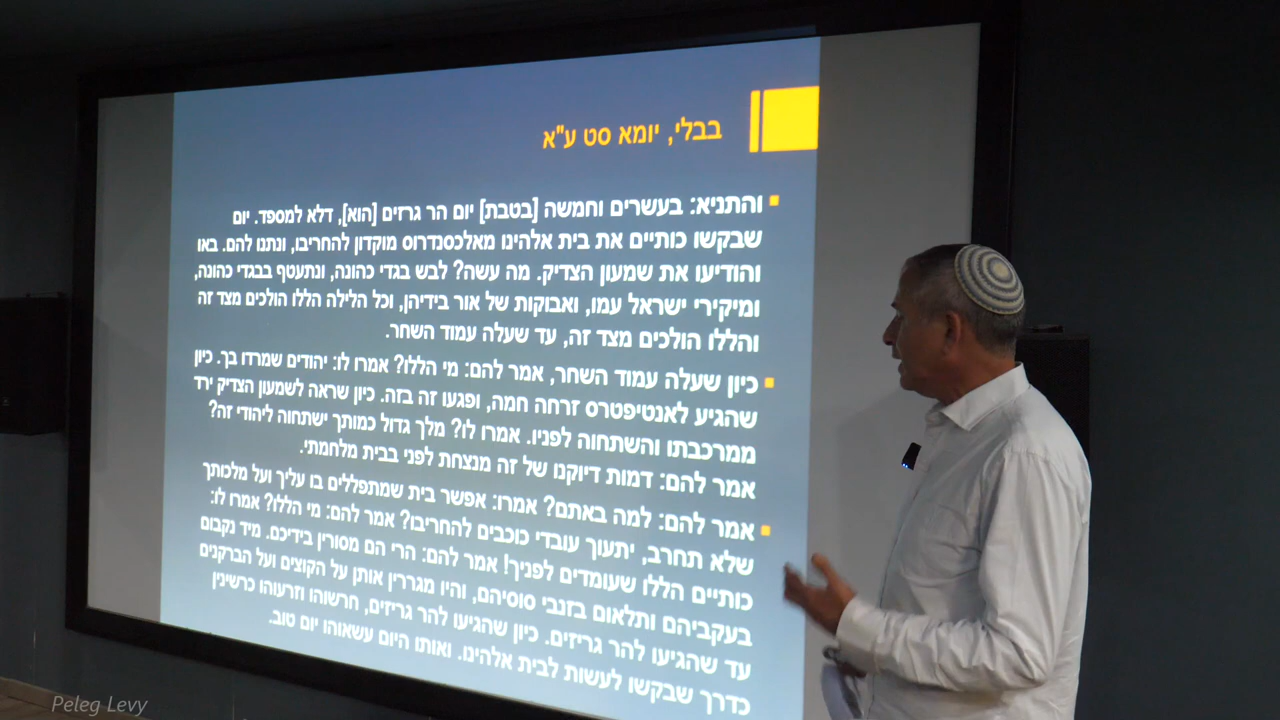 בבלי, יומא סט ע"א
והתניא: בעשרים וחמשה [בטבת] יום הר גרזים [הוא], דלא למספד. יום
שבקשו כותיים את בית אלהינו מאלכסנדרוס מוקדון להחריבו, ונתנו להם. באו
והודיעו את שמעון הצדיק. מה עשה? לבש בגדי כהונה, ונתעטף בבגדי כהונה,
ומיקירי ישראל עמו, ואבוקות של אור בידיהן, וכל הלילה הללו הולכים מצד זה
והללו הולכים מצד זה, עד שעלה עמוד השחר.
כיון שעלה עמוד השחר, אמר להם: מי הללו? אמרו לו: יהודים שמרדו בך. כיון
שהגיע לאנטיפטרס זרחה חמה, ופגעו זה בזה. כיון שראה לשמעון הצדיק ירד
ממרכבתו והשתחוה לפניו. אמרו לו? מלך גדול כמותך ישתחוה ליהודי זה?
אמר להם: דמות דיוקנו של זה מנצחת לפני בבית מלחמתי.
אמר להם: למה באתם? אמרו: אפשר בית שמתפללים בו עליך ועל מלכותך
שלא תחרב, יתעוך עובדי כוכבים להחריבו? אמר להם: מי הללו? אמרו לו:
כותיים הללו שעומדים לפניך! אמר להם: הרי הם מסורין בידיכם. מיד נקבום
בעקביהם ותלאום בזנבי סוסיהם, והיו מגררין אותן על הקוצים ועל הברקנים
עד שהגיעו להר גריזים. כיון שהגיעו להר גריזים, חרשוהו וזרעוהו כרשינין
כדרך שבקשו לעשות לבית אלהינו. ואותו היום עשאוהו יום טוב.
Peleg Levy